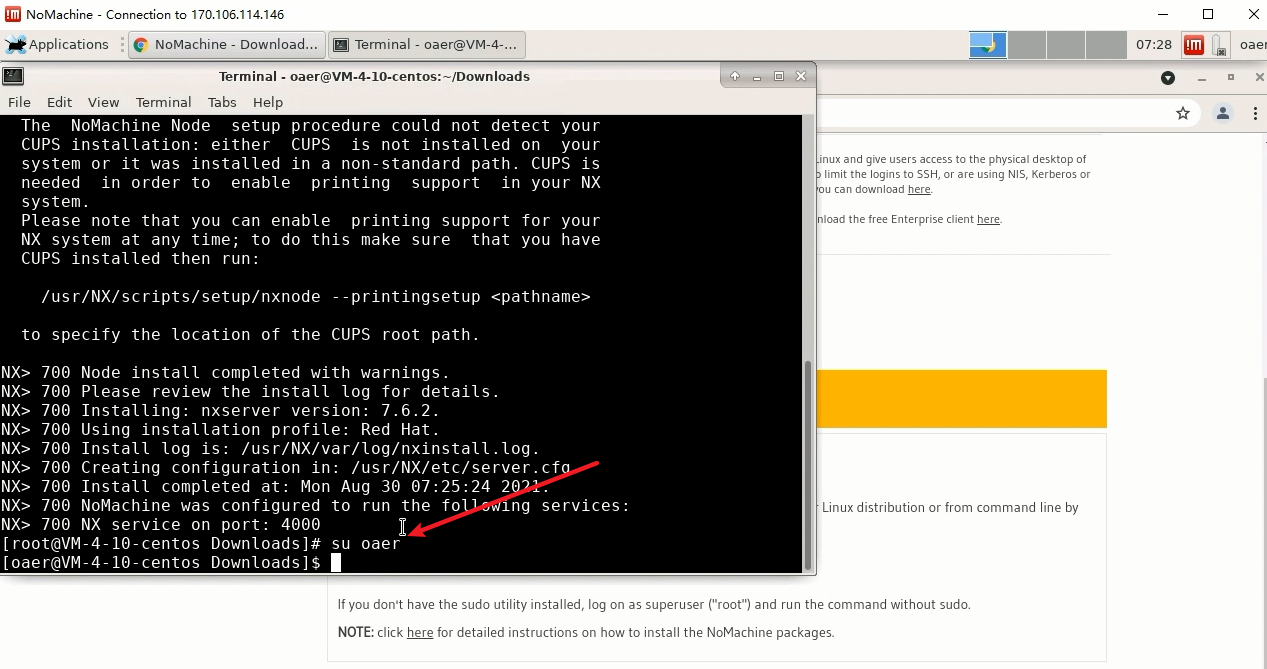 NoMachine - Connection to 170.106.114.146
Applications
NoMachine - Download...
Terminal - oaer@VM-4-...
07:28
oaer
Terminal - oaer@VM-4-10-centos:~/Downloads
File Edit View Terminal Tabs Help
The NoMachine Node setup procedure could not detect your
CUPS installation: either CUPS is not installed on your
system or it was installed in a non-standard path. CUPS is
needed in order to enable printing support in your NX
system.
Please note that you can enable printing support for your
NX system at any time; to do this make sure that you have
CUPS installed then run:
/usr/NX/scripts/setup/nxnode --printingsetup <pathname>
to specify the location of the CUPS root path.
NX> 700 Node install completed with warnings.
NX> 700 Please review the install log for details.
NX> 700 Installing: nxserver version: 7.6.2.
NX> 700 Using installation profile: Red Hat.
NX> 700 Install log is: /usr/NX/var/log/nxinstall.log.
NX> 700 Creating configuration in: /usr/NX/etc/server.cfg
NX> 700 Install completed at: Mon Aug 30 07:25:24 2021.
NX> 700 NoMachine was configured to run the following services:
NX> 700 NX service on port: 4000
[root@VM-4-10-centos Downloads]# su oaer
[oaer@VM-4-10-centos Downloads]$
Linux and give users access to the physical desktop of
limit the logins to SSH, or are using NIS, Kerberos or
you can download here.
nload the free Enterprise client here.
Linux distribution or from command line by
If you don't have the sudo utility installed, log on as superuser ("root") and run the command without sudo.
NOTE: click here for detailed instructions on how to install the NoMachine packages.